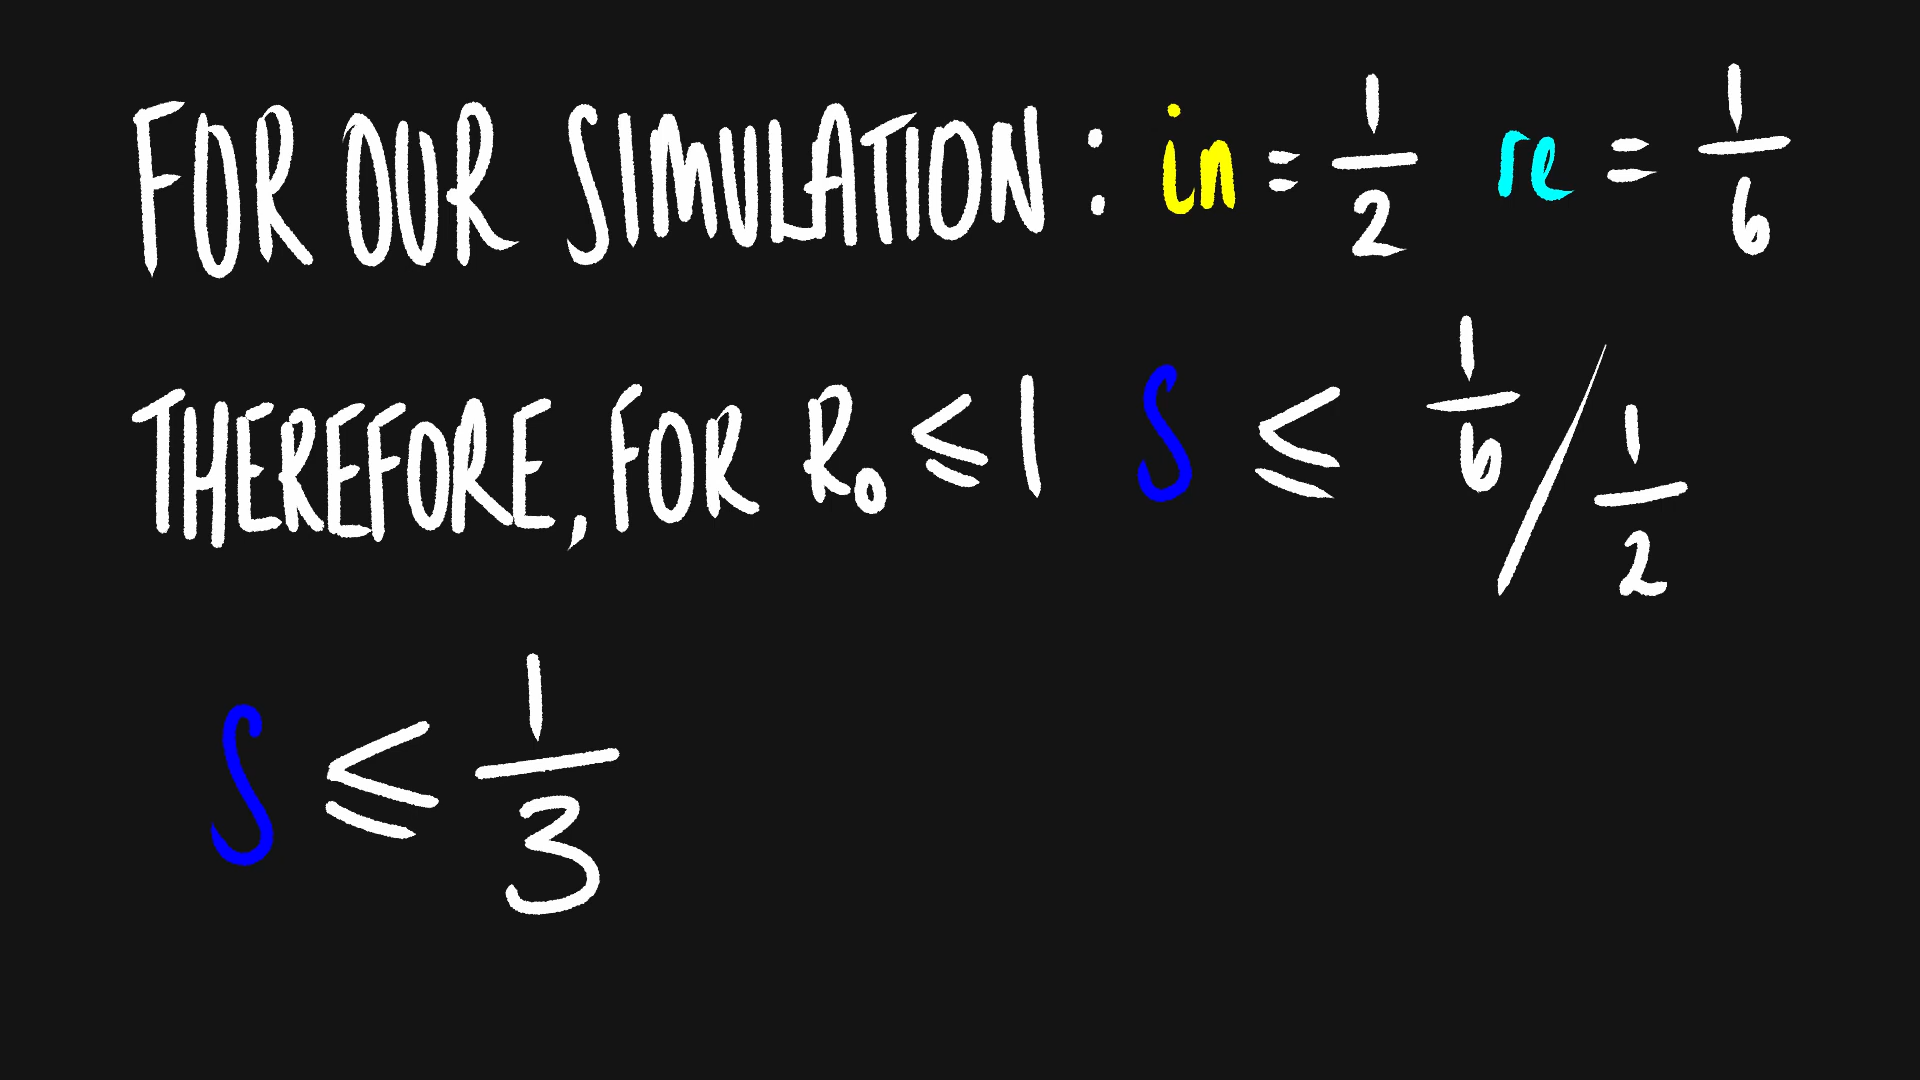 FOR OUR SIMULATION: in = 1/2 re = 1/6
THEREFORE, FOR R₀ ≤ 1 S ≤ 1/6 / 1/2
S ≤ 1/3